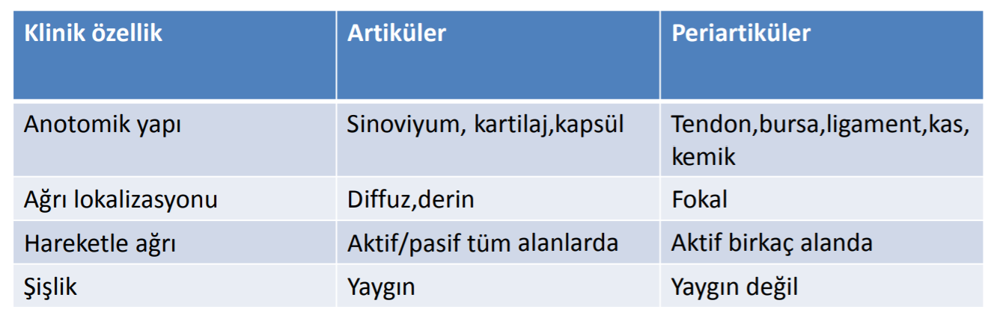 Klinik özellik Artiküler Periartiküler
Anotomik yapı Sinoviyum, kartilaj,kapsül Tendon,bursa,ligament,kas,
kemik
Ağrı lokalizasyonu Diffuz,derin Fokal
Hareketle ağrı Aktif/pasif tüm alanlarda Aktif birkaç alanda
Şişlik Yaygın Yaygın değil